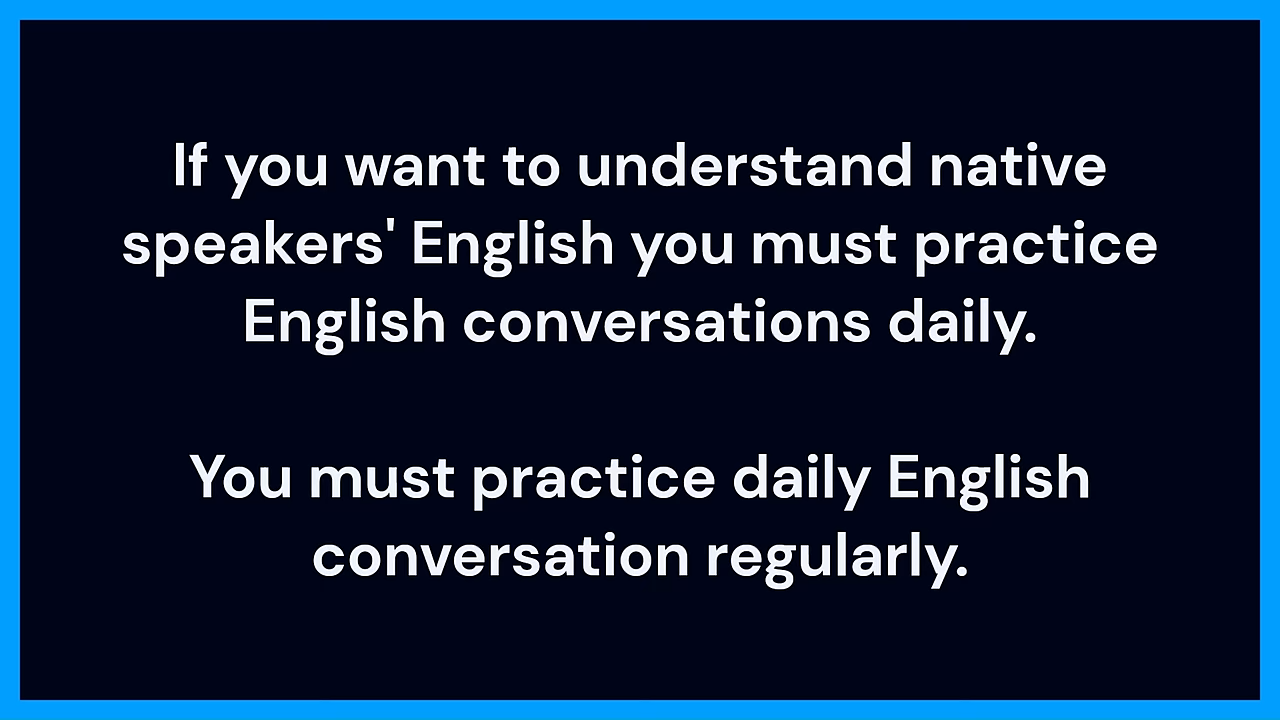 If you want to understand native
speakers' English you must practice
English conversations daily.
You must practice daily English
conversation regularly.